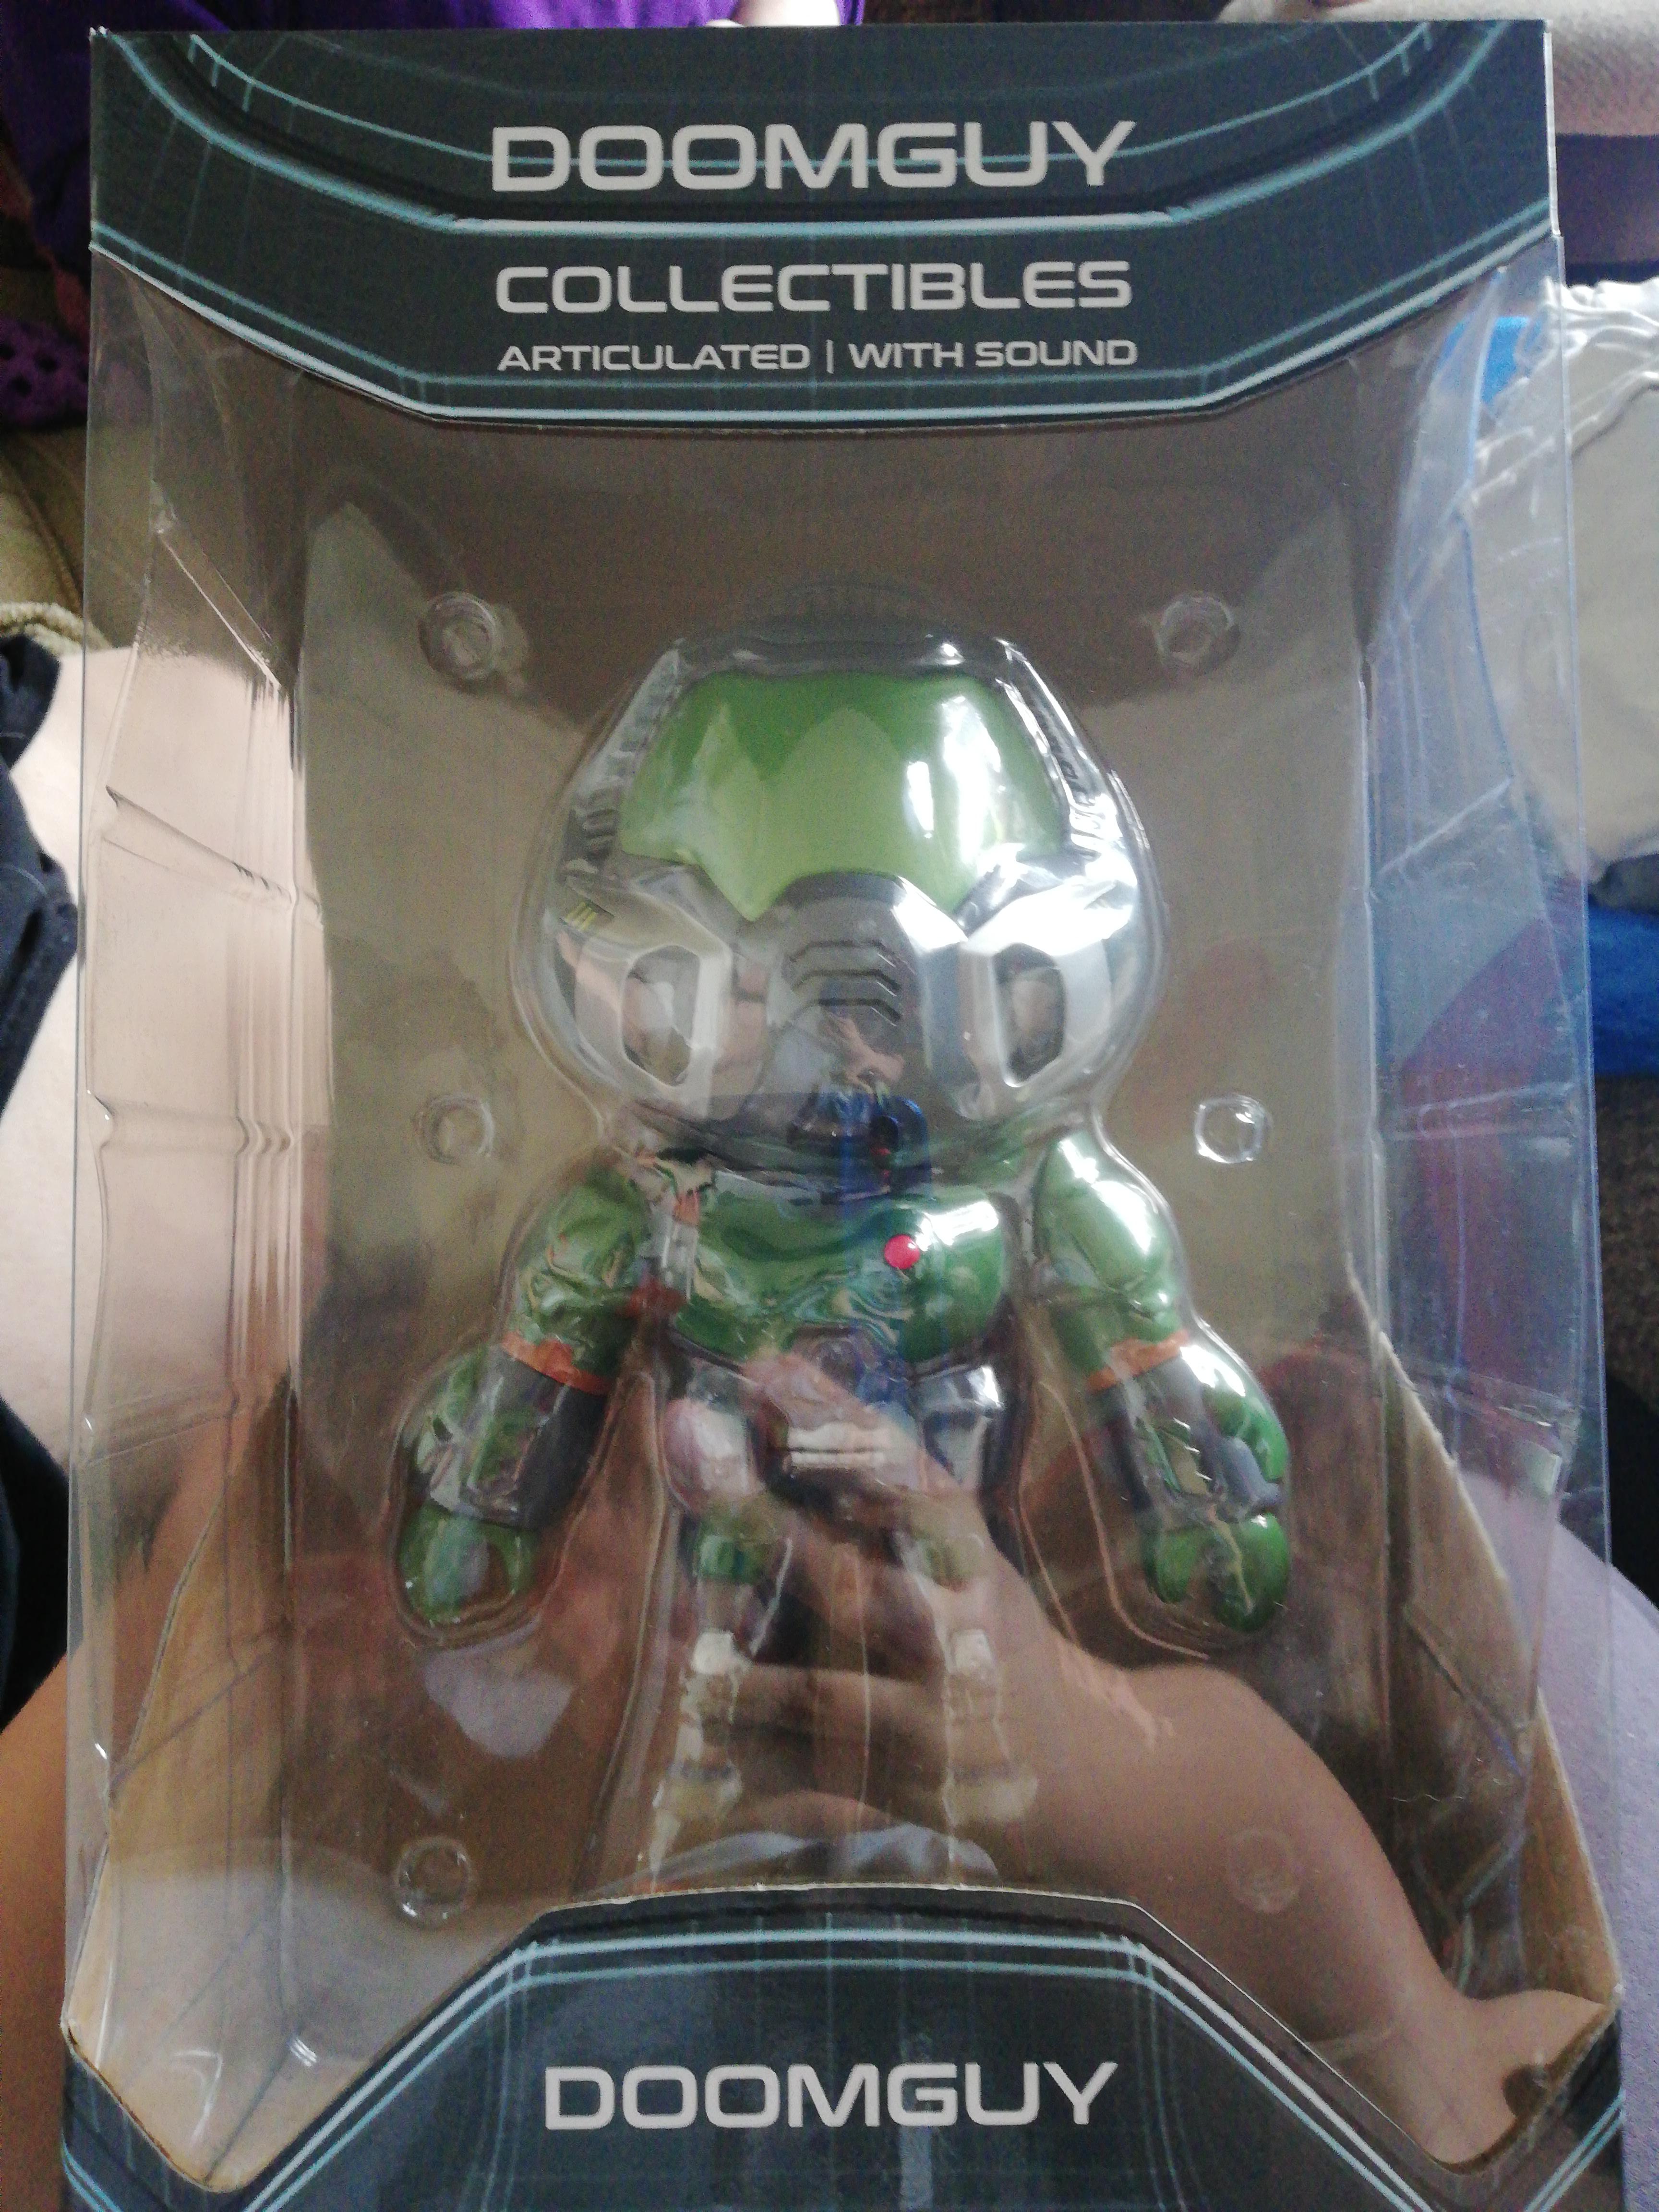 DOOMGUY
COLLECTIBLES
ARTICULATED | WITH SOUND
DOOMGUY